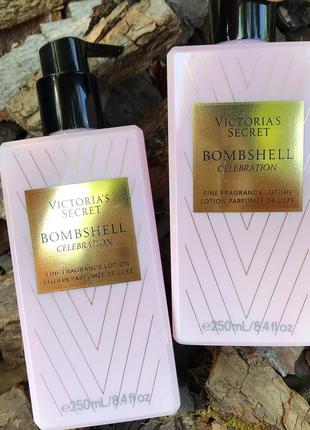 VICTORIA'S
SECRET
BOMBSHELL
CELEBRATION
FINE FRAGRANCE LOTION
LOTION PARFUMÉE DE LUXE
e250mL/8.4fl oz
VICTORIA'S
SECRET
BOMBSHELL
CELEBRATION
FINE FRAGRANCE LOTION
LOTION PARFUMÉE DE LUXE
e250mL/8.4fl oz